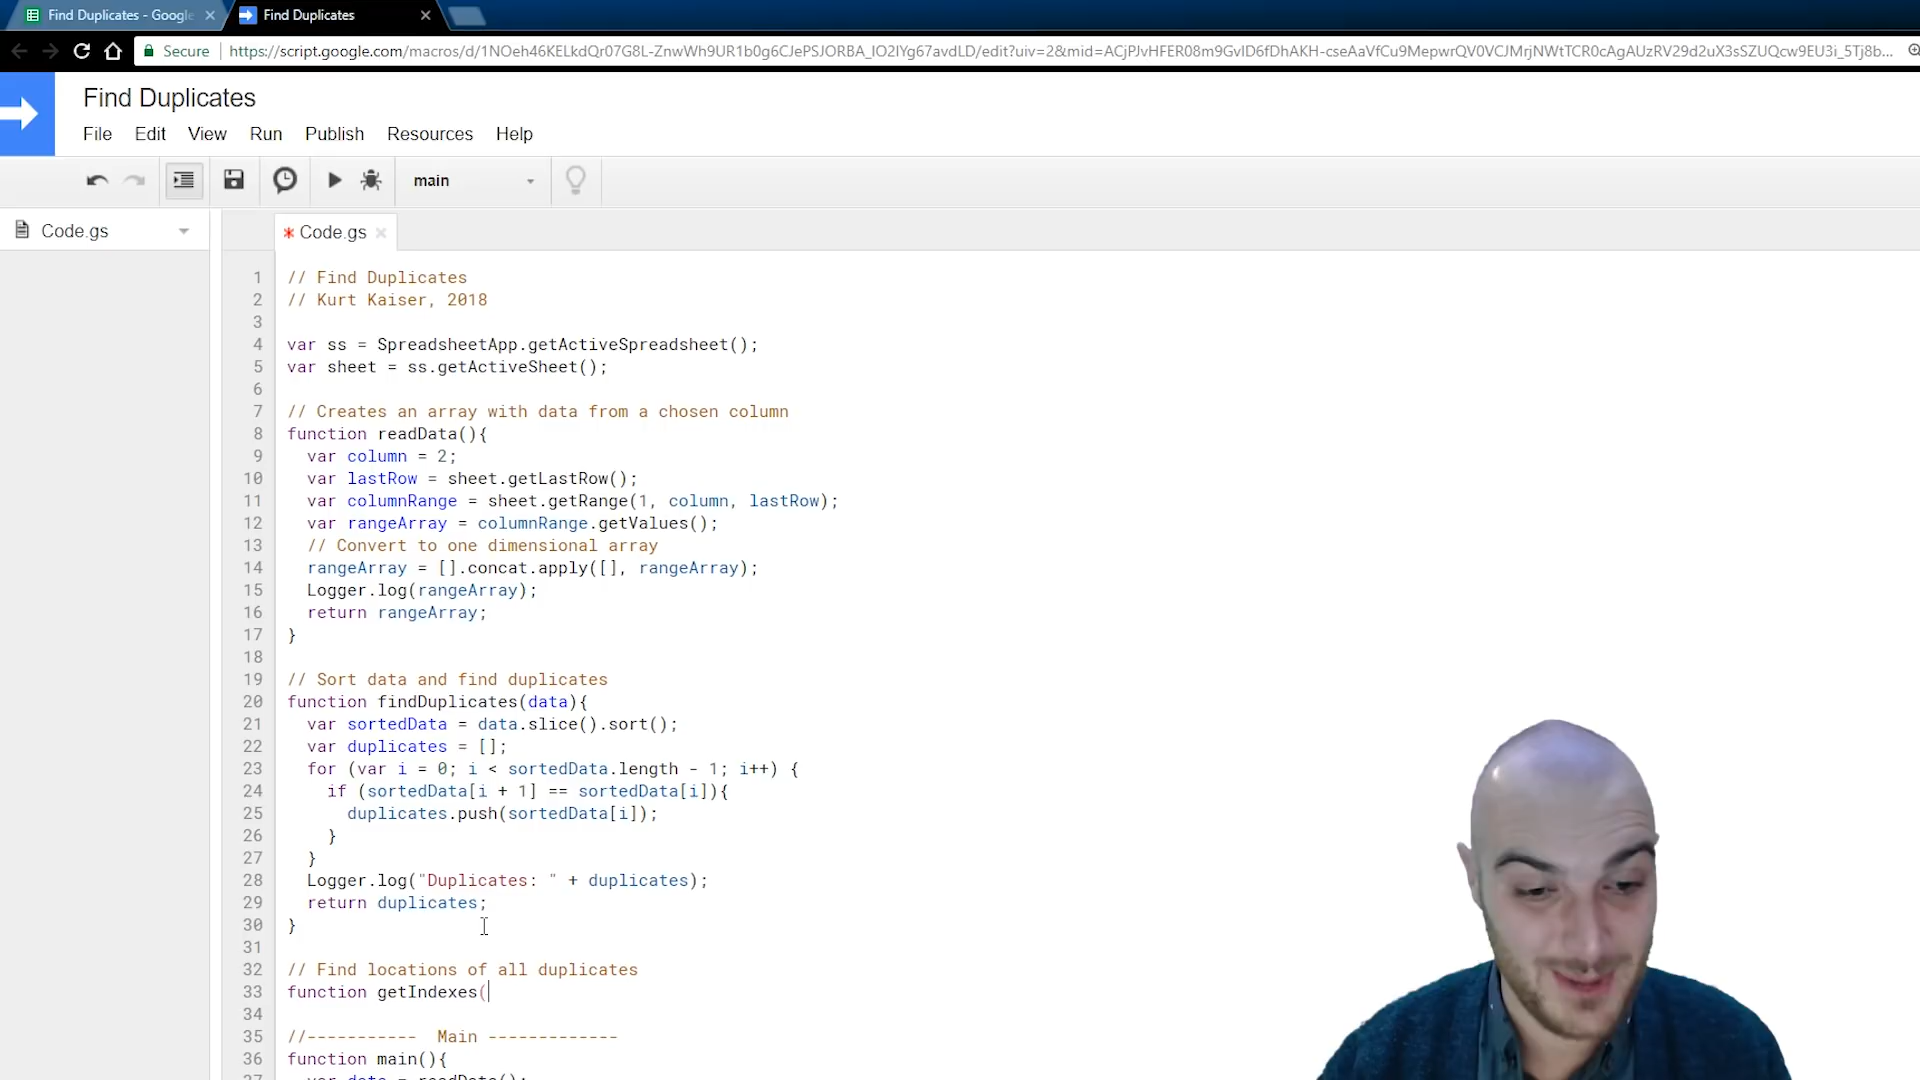 Find Duplicates - Google
Find Duplicates
Secure
https://script.google.com/macros/d/1NOeh46KELkdQr07G8L-ZnwWh9UR1b0g6CJePSJORBA_IO2IYg67avdLD/edit?uiv=2&mid=ACjPJvHFER08m9GvID6fDhAKH-cseAaVfCu9MepwrQV0VCJMrjNWtTCR0cAgAUzRV29d2uX3sSZUQcw9EU3i_5Tj8b...
Find Duplicates
File Edit View Run Publish Resources Help
main
Code.gs
* Code.gs
1 // Find Duplicates
2 // Kurt Kaiser, 2018
3
4 var ss = SpreadsheetApp.getActiveSpreadsheet();
5 var sheet = ss.getActiveSheet();
6
7 // Creates an array with data from a chosen column
8 function readData(){
9 var column = 2;
10 var lastRow = sheet.getLastRow();
11 var columnRange = sheet.getRange(1, column, lastRow);
12 var rangeArray = columnRange.getValues();
13 // Convert to one dimensional array
14 rangeArray = [].concat.apply([], rangeArray);
15 Logger.log(rangeArray);
16 return rangeArray;
17 }
18
19 // Sort data and find duplicates
20 function findDuplicates(data){
21 var sortedData = data.slice().sort();
22 var duplicates = [];
23 for (var i = 0; i < sortedData.length - 1; i++) {
24 if (sortedData[i + 1] == sortedData[i]){
25 duplicates.push(sortedData[i]);
26 }
27 }
28 Logger.log("Duplicates: " + duplicates);
29 return duplicates;
30 }
31
32 // Find locations of all duplicates
33 function getIndexes(
34
35 //----------- Main -------------
36 function main(){
37 var data = readData();